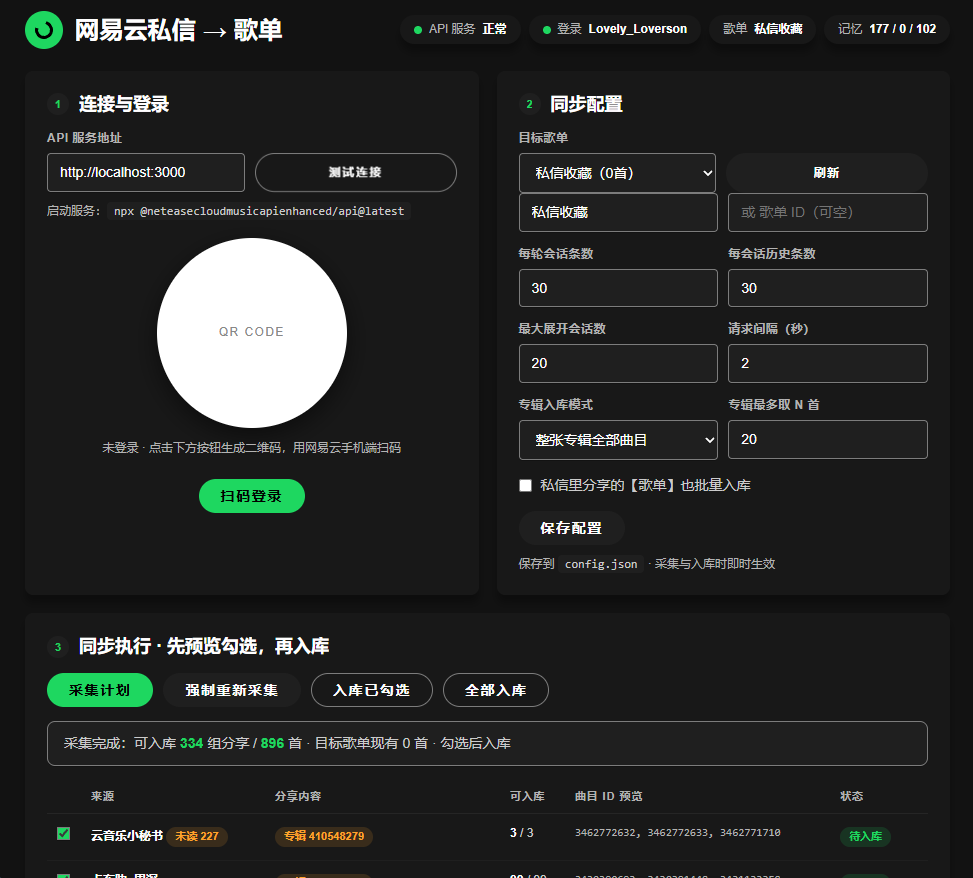 网易云私信 → 歌单
API 服务 正常
登录 Lovely_Loverson
歌单 私信收藏
记忆 177 / 0 / 102
1 连接与登录
API 服务地址
http://localhost:3000
测试连接
启动服务： npx @neteasecloudmusicapienhanced/api@latest
QR CODE
未登录 · 点击下方按钮生成二维码，用网易云手机端扫码
扫码登录
2 同步配置
目标歌单
私信收藏（0首）
刷新
私信收藏
或 歌单 ID（可空）
每轮会话条数
每会话历史条数
30
30
最大展开会话数
请求间隔（秒）
20
2
专辑入库模式
专辑最多取 N 首
整张专辑全部曲目
20
私信里分享的【歌单】也批量入库
保存配置
保存到 config.json · 采集与入库时即时生效
3 同步执行 · 先预览勾选，再入库
采集计划
强制重新采集
入库已勾选
全部入库
采集完成：可入库 334 组分享 / 896 首 · 目标歌单现有 0 首 · 勾选后入库
来源 分享内容 可入库 曲目 ID 预览 状态
云音乐小秘书 未读 227 专辑 410548279 3 / 3 3462772632, 3462772633, 3462771710 待入库